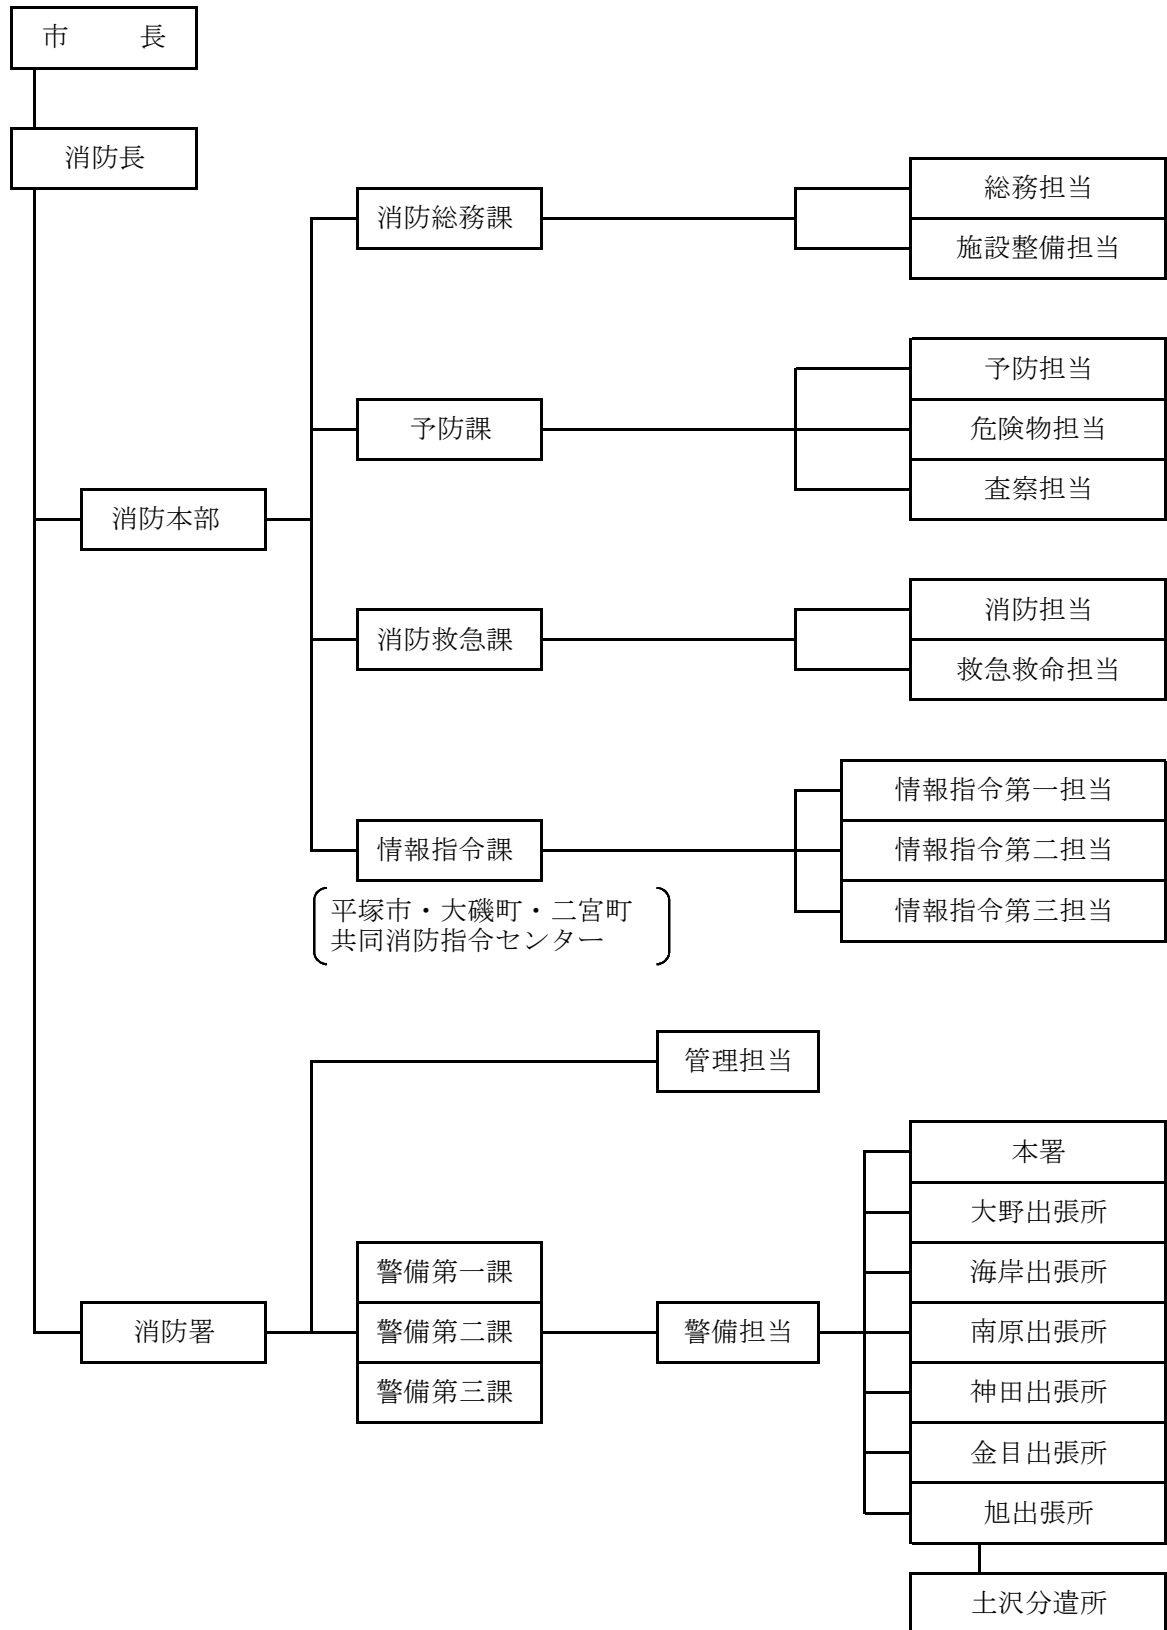 市　　長
消防長
消防総務課
総務担当
施設整備担当
予防課
予防担当
危険物担当
査察担当
消防本部
消防救急課
消防担当
救急救命担当
情報指令課
情報指令第一担当
情報指令第二担当
情報指令第三担当
平塚市・大磯町・二宮町
共同消防指令センター
管理担当
消防署
警備第一課
警備第二課
警備第三課
警備担当
本署
大野出張所
海岸出張所
南原出張所
神田出張所
金目出張所
旭出張所
土沢分遣所